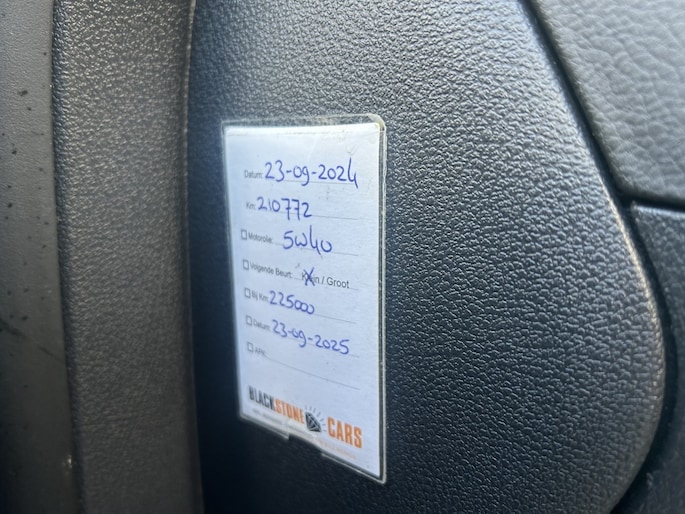 Datum: 23-09-2024
Km: 210772
Motorolie: 5W40
Volgende Beurt: Klein / Groot
Bij Km: 225000
Datum: 23-09-2025
APK:
BLACKSTONE CARS